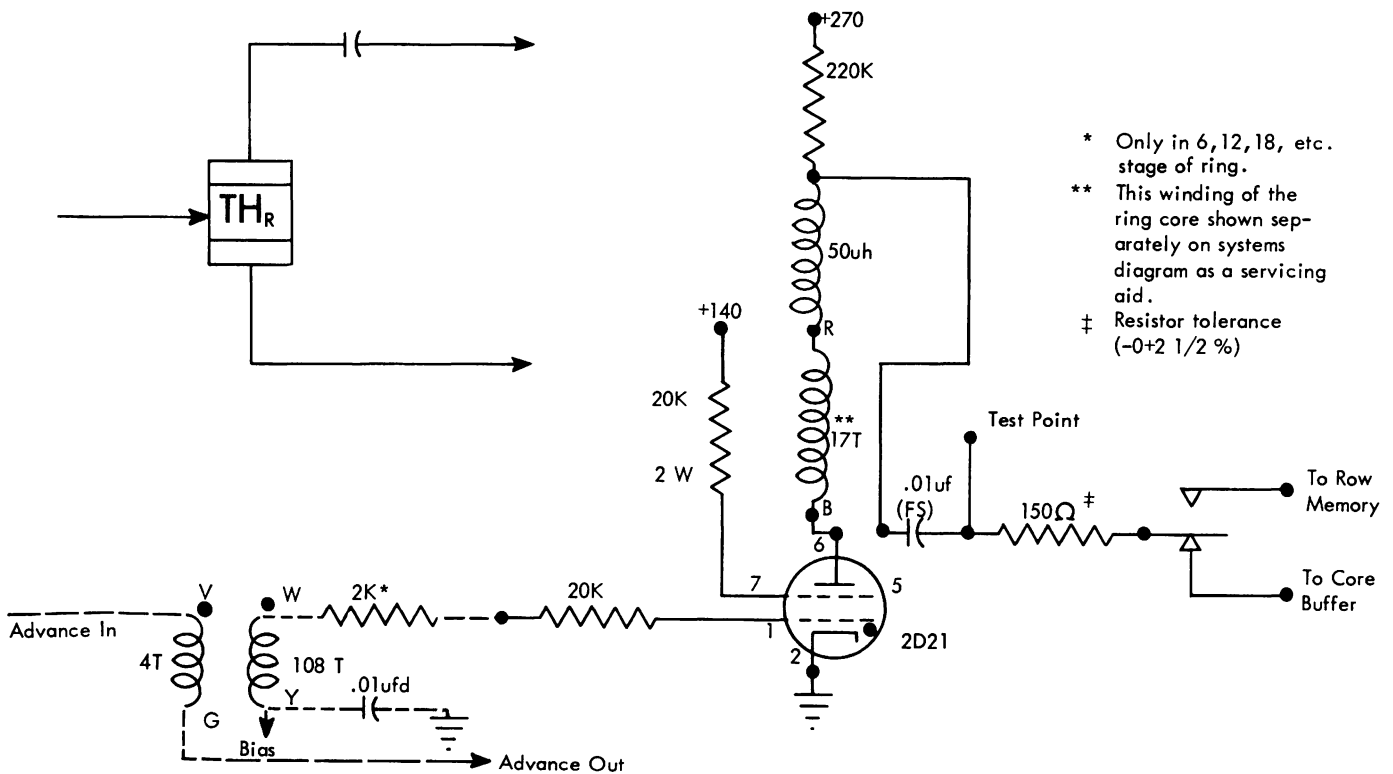 +270
220K
* Only in 6,12,18, etc.
stage of ring.
** This winding of the
ring core shown sep-
arately on systems
diagram as a servicing
aid.
‡ Resistor tolerance
(-0+2 1/2 %)
TH_R
50uh
+140
R
20K
2 W
**
17T
Test Point
.01uf
(FS)
150Ω ‡
To Row
Memory
B
6
7
5
1
2
2D21
To Core
Buffer
V
W
2K*
20K
Advance In
4T
108 T
Y
.01ufd
G
Bias
Advance Out